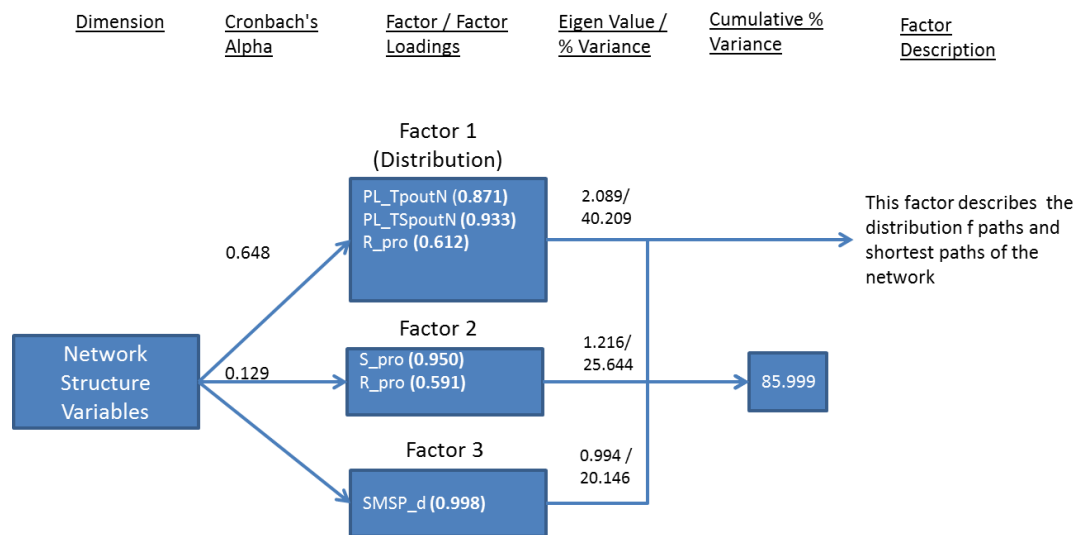 Dimension
Cronbach's
Alpha
Factor / Factor
Loadings
Eigen Value /
% Variance
Cumulative %
Variance
Factor
Description
Factor 1
(Distribution)
PL_TpoutN (0.871)
PL_TSpoutN (0.933)
R_pro (0.612)
2.089/
40.209
This factor describes  the
distribution f paths and
shortest paths of the
network
0.648
Factor 2
Network
Structure
Variables
0.129
S_pro (0.950)
R_pro (0.591)
1.216/
25.644
85.999
Factor 3
SMSP_d (0.998)
0.994 /
20.146